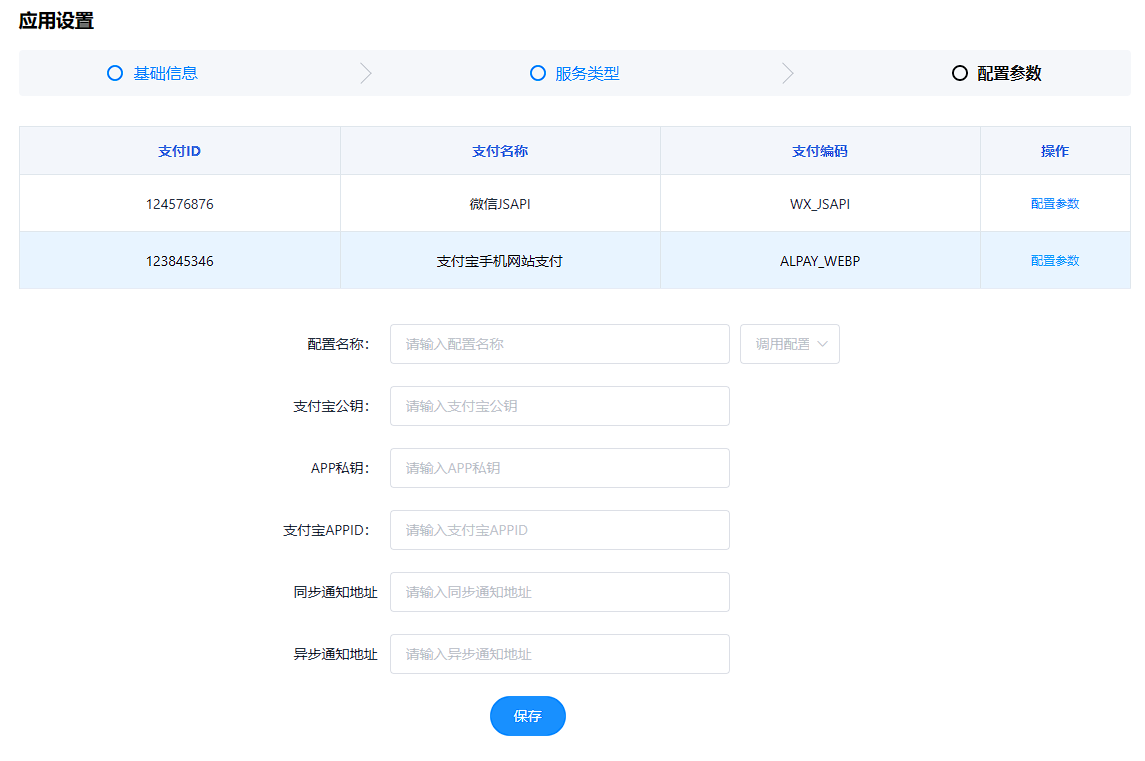 应用设置
基础信息 服务类型 配置参数
支付ID 支付名称 支付编码 操作
124576876 微信JSAPI WX_JSAPI 配置参数
123845346 支付宝手机网站支付 ALPAY_WEBP 配置参数
配置名称： 请输入配置名称 调用配置
支付宝公钥： 请输入支付宝公钥
APP私钥： 请输入APP私钥
支付宝APPID： 请输入支付宝APPID
同步通知地址 请输入同步通知地址
异步通知地址 请输入异步通知地址
保存